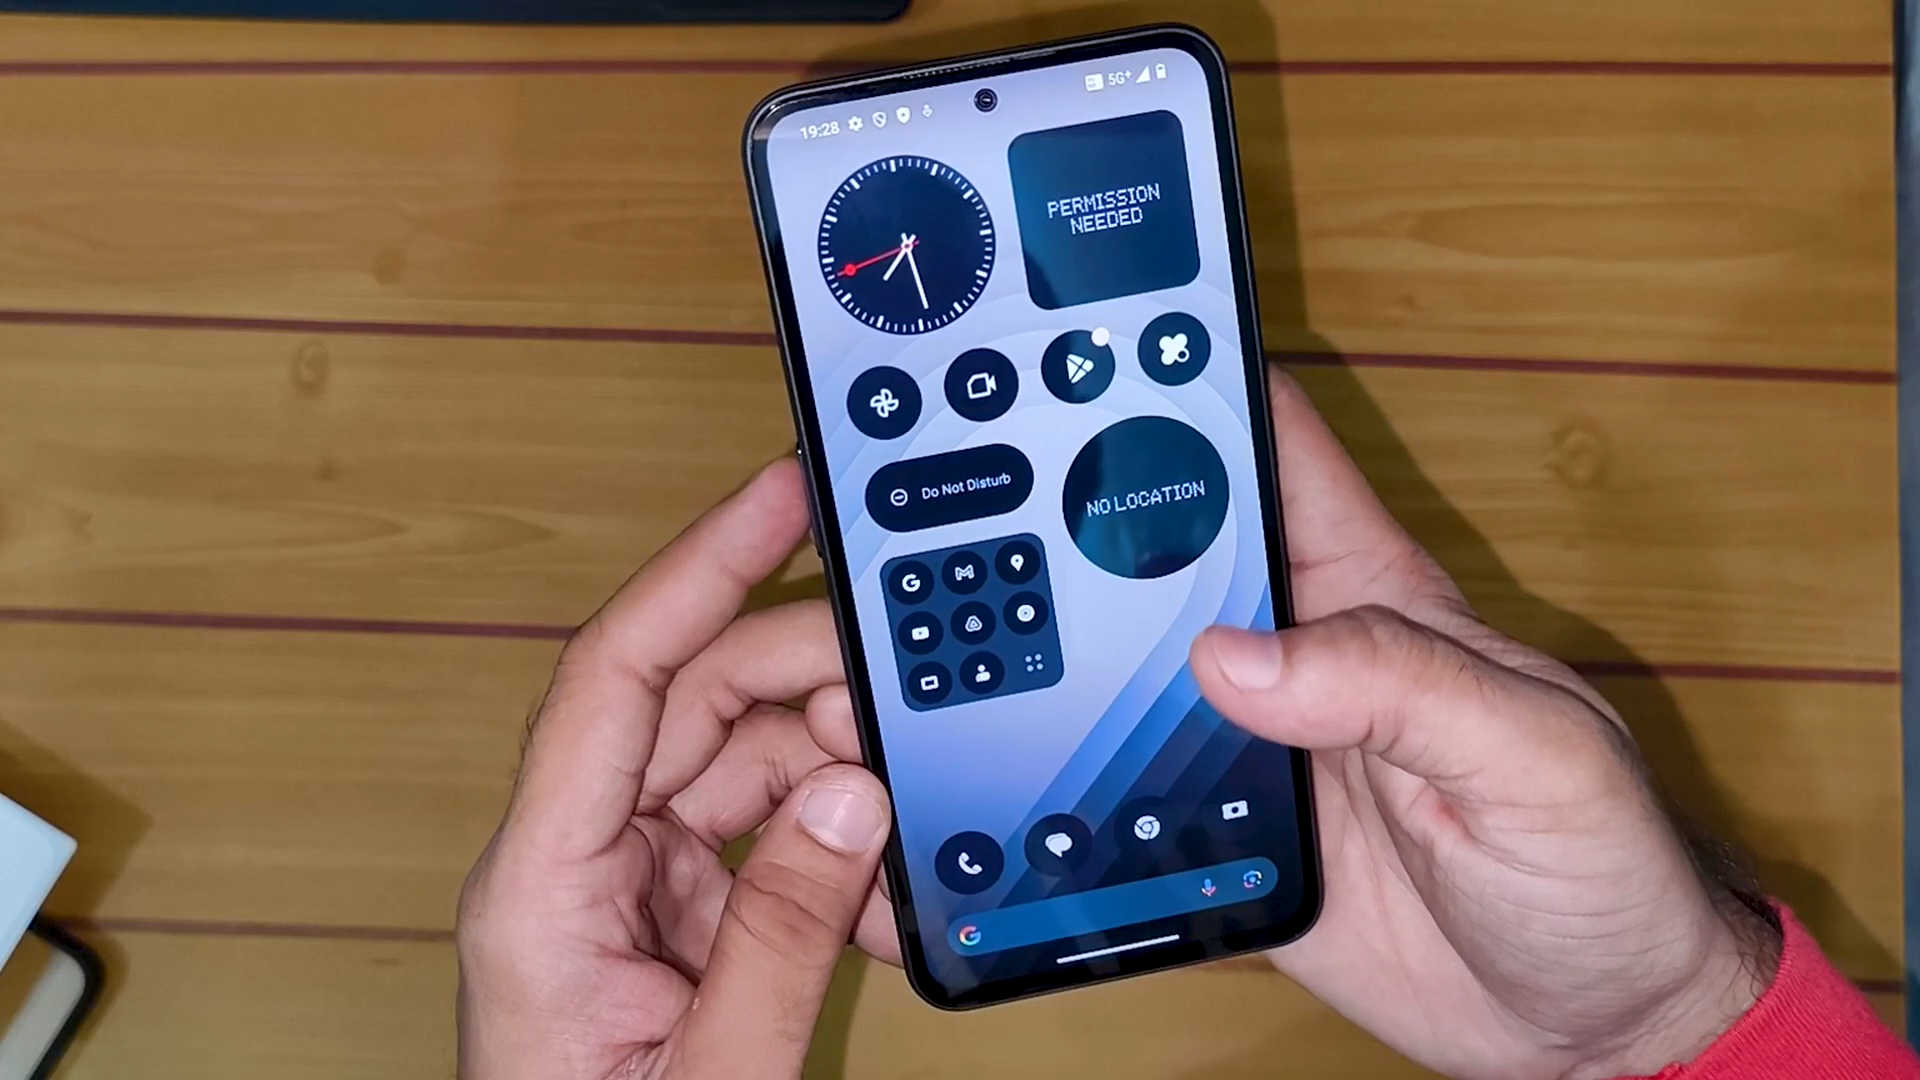 19:28
5G+
PERMISSION
NEEDED
Do Not Disturb
NO LOCATION